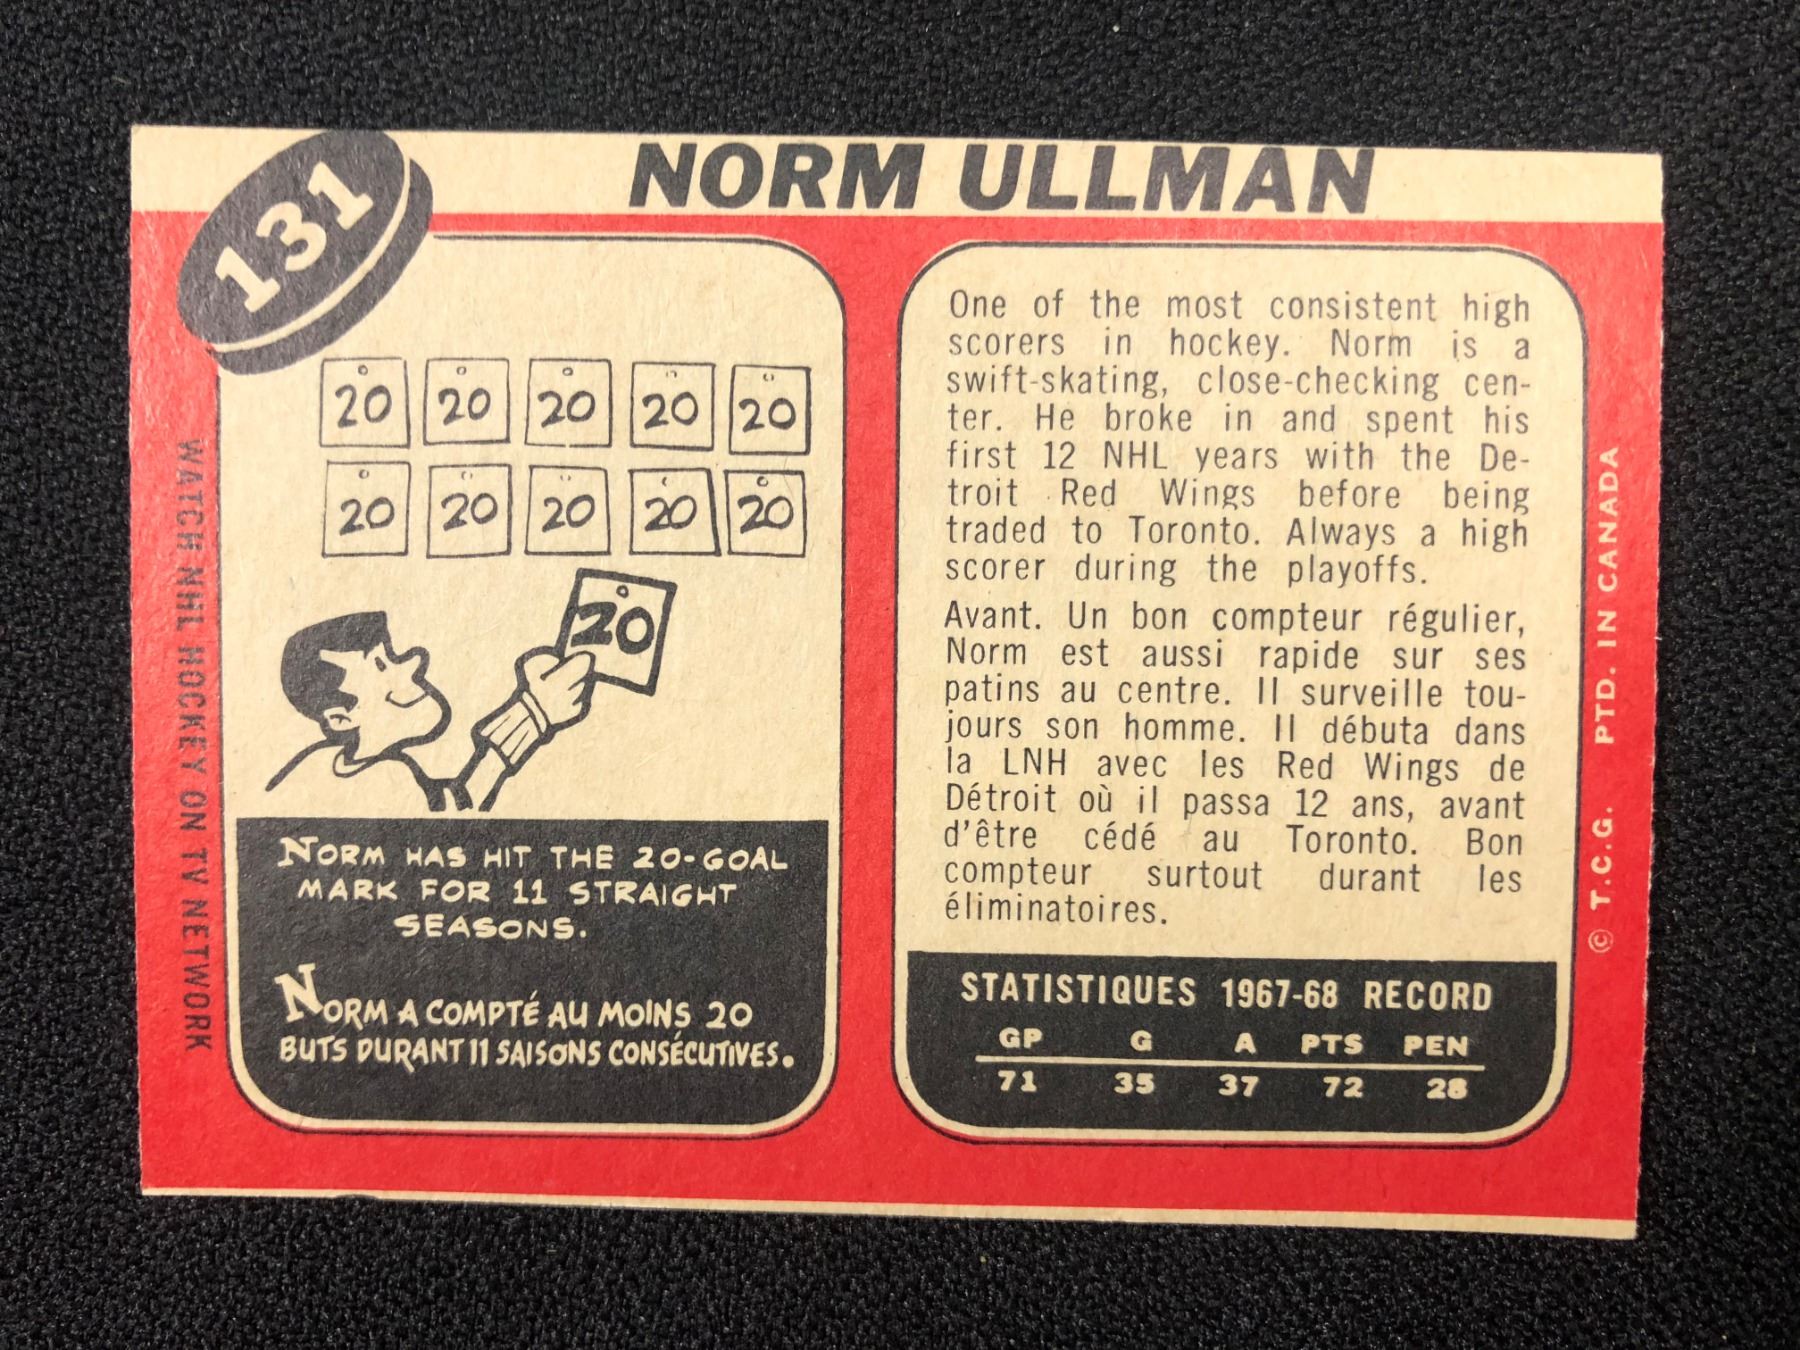 131
NORM ULLMAN
20 20 20 20 20
20 20 20 20 20
20
NORM HAS HIT THE 20-GOAL
MARK FOR 11 STRAIGHT
SEASONS.
NORM A COMPTÉ AU MOINS 20
BUTS DURANT 11 SAISONS CONSÉCUTIVES.
WATCH NHL HOCKEY ON TV NETWORK
One of the most consistent high
scorers in hockey. Norm is a
swift-skating, close-checking cen-
ter. He broke in and spent his
first 12 NHL years with the De-
troit Red Wings before being
traded to Toronto. Always a high
scorer during the playoffs.
Avant. Un bon compteur régulier,
Norm est aussi rapide sur ses
patins au centre. Il surveille tou-
jours son homme. Il débuta dans
la LNH avec les Red Wings de
Détroit où il passa 12 ans, avant
d'être cédé au Toronto. Bon
compteur surtout durant les
éliminatoires.
STATISTIQUES 1967-68 RECORD
GP G A PTS PEN
71 35 37 72 28
© T.C.G. PTD. IN CANADA